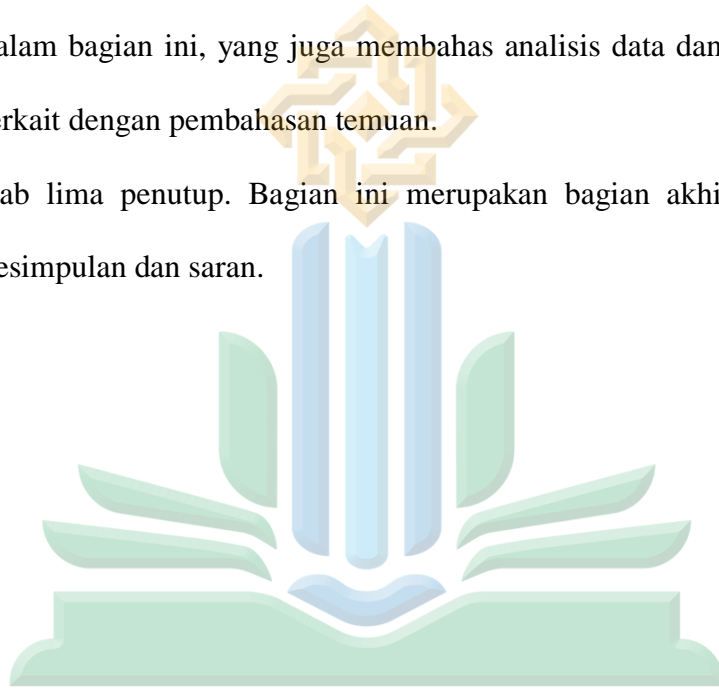 alam bagian ini, yang juga membahas analisis data dan
erkait dengan pembahasan temuan.
ab lima penutup. Bagian ini merupakan bagian akhi
esimpulan dan saran.